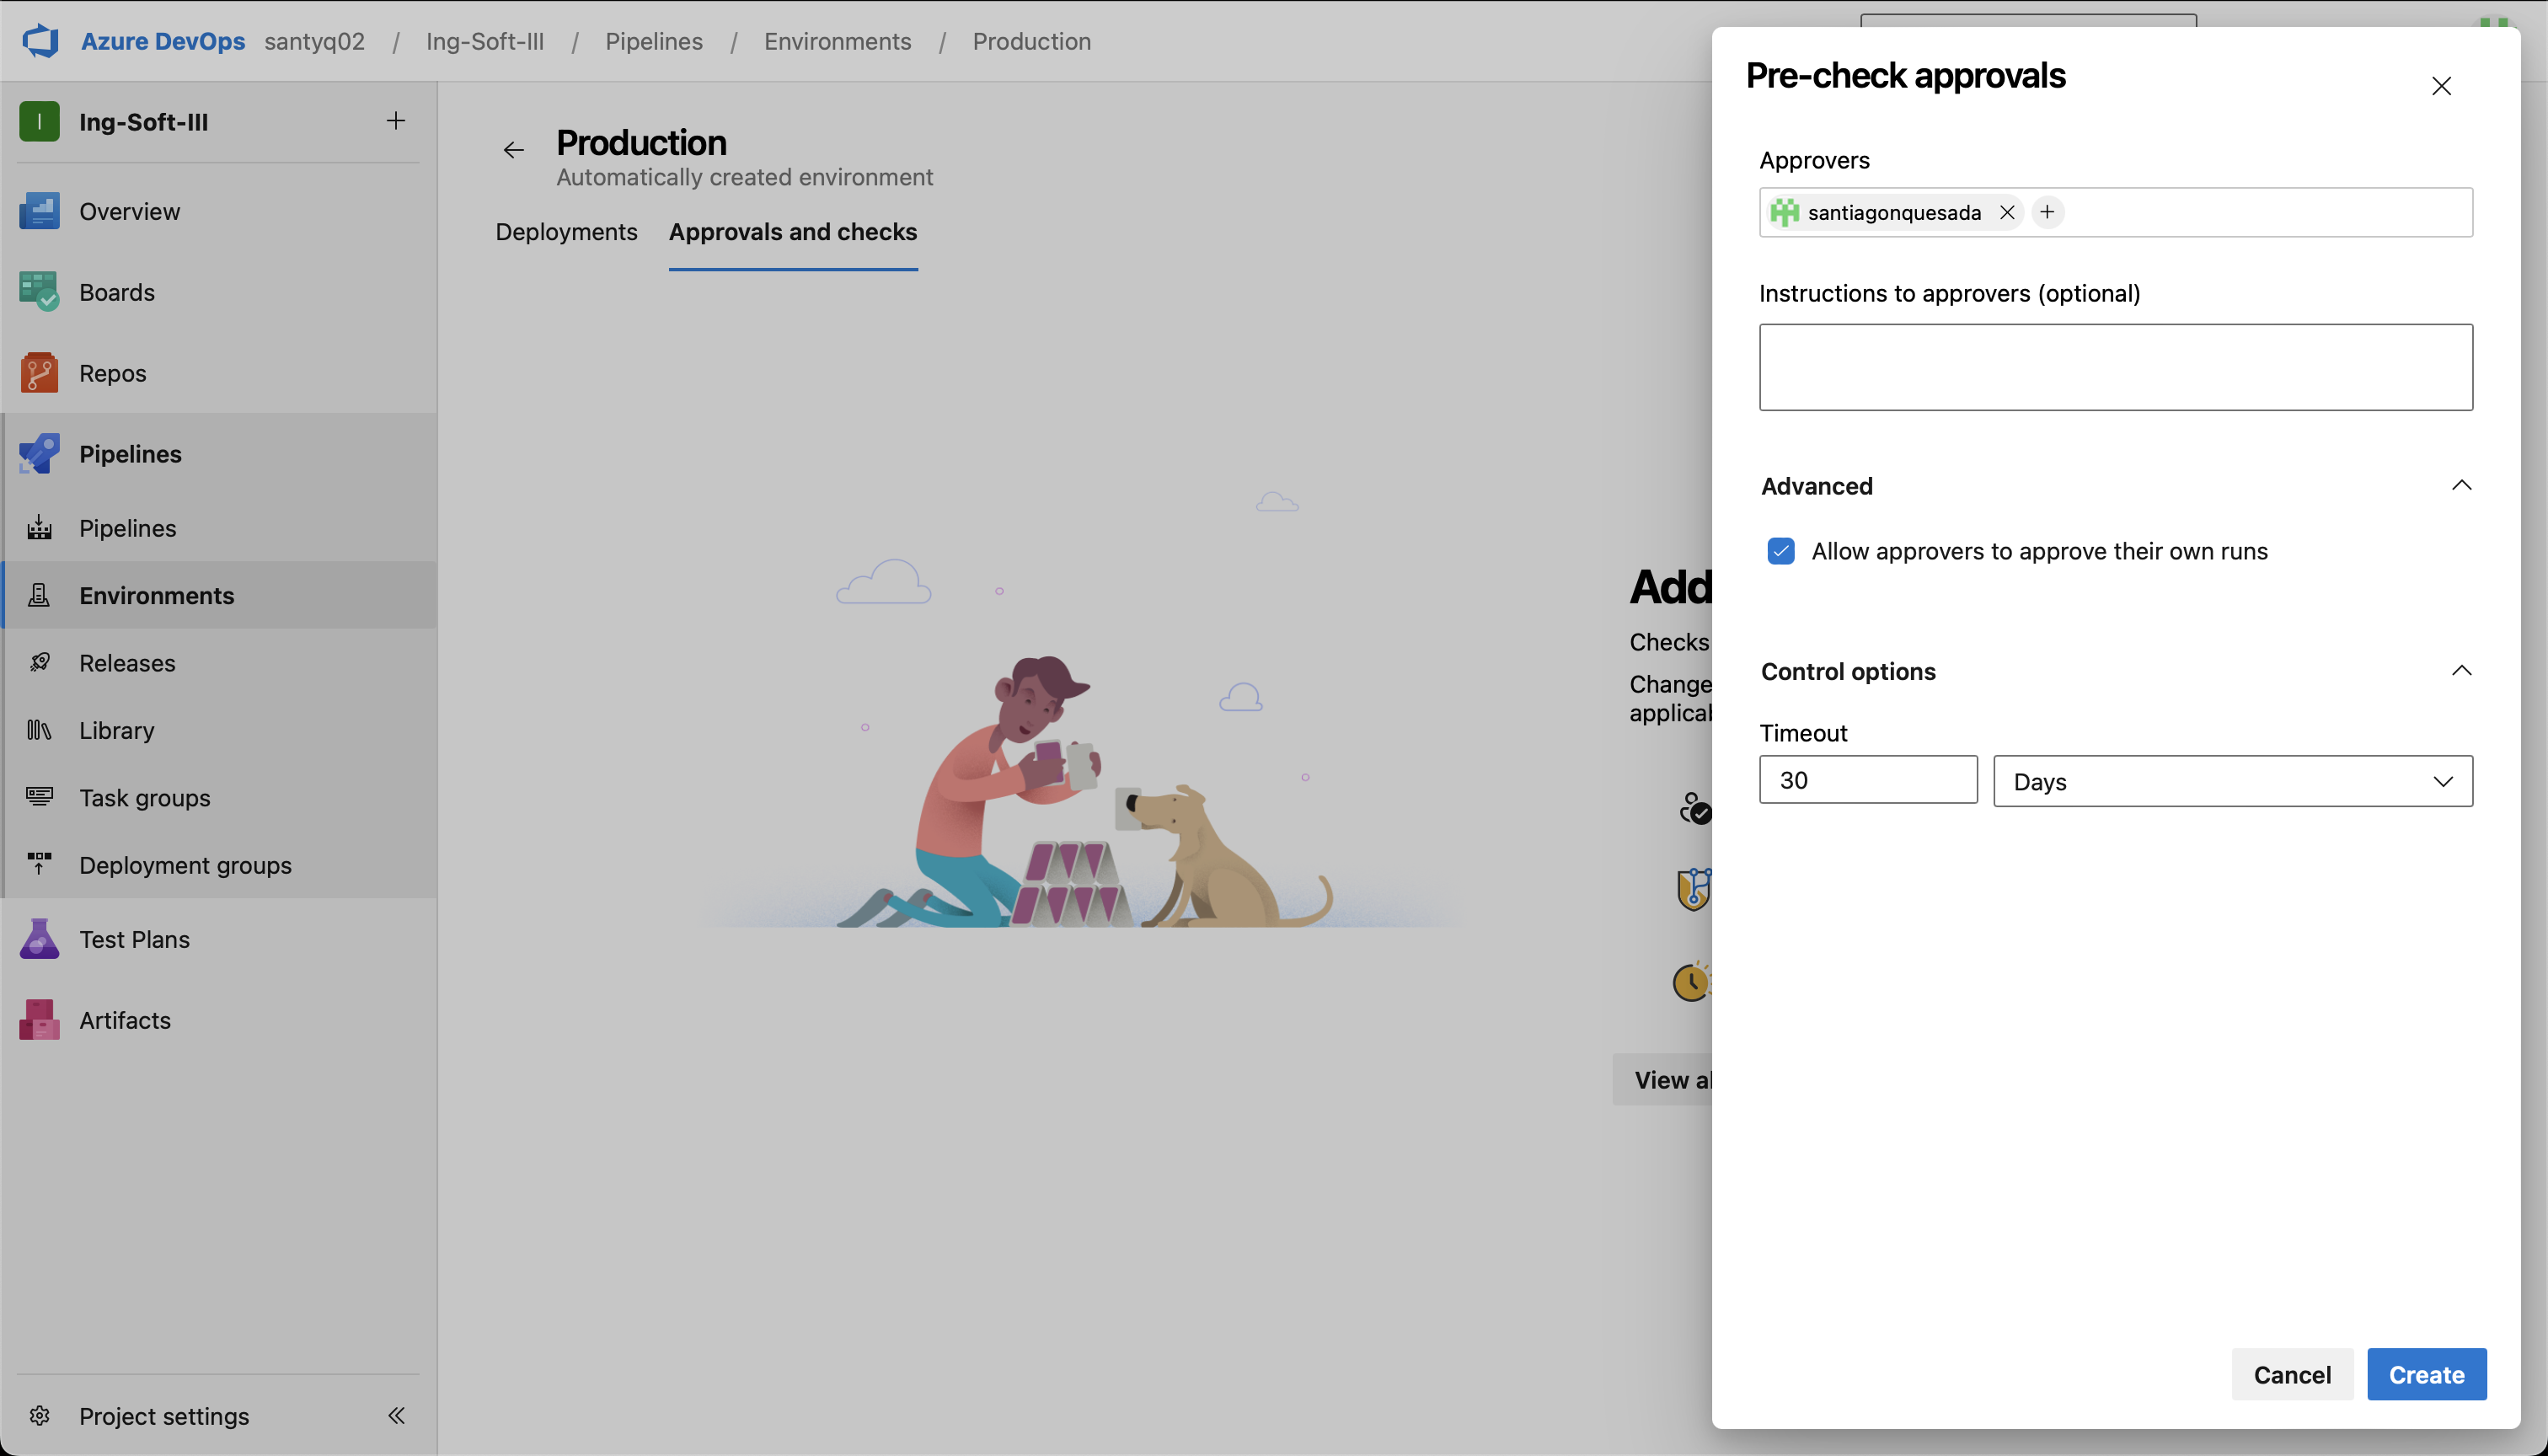 Azure DevOps santyq02 / Ing-Soft-III / Pipelines / Environments / Production
I Ing-Soft-III
Overview
Boards
Repos
Pipelines
Pipelines
Environments
Releases
Library
Task groups
Deployment groups
Test Plans
Artifacts
Project settings
Production
Automatically created environment
Deployments Approvals and checks
Add
Checks
Change
applica
View al
Pre-check approvals
Approvers
santiagonquesada
Instructions to approvers (optional)
Advanced
Allow approvers to approve their own runs
Control options
Timeout
30 Days
Cancel Create